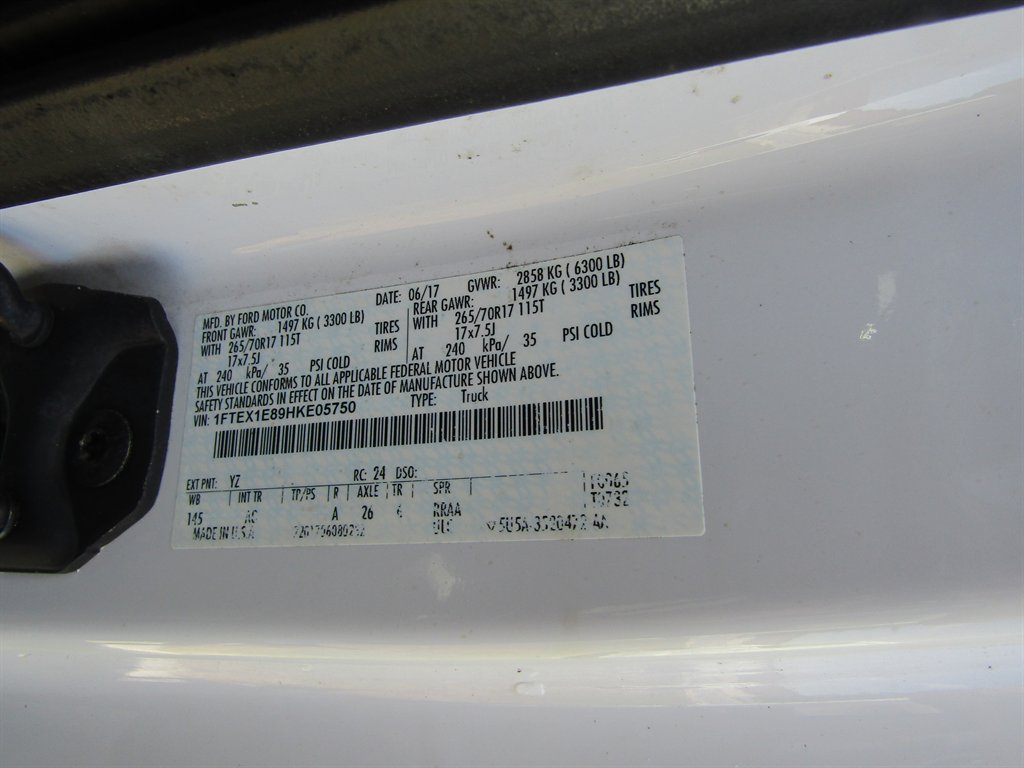 MFD. BY FORD MOTOR CO. DATE: 06/17 GVWR: 2858 KG ( 6300 LB)
FRONT GAWR: 1497 KG ( 3300 LB) REAR GAWR: 1497 KG ( 3300 LB)
WITH 265/70R17 115T TIRES WITH 265/70R17 115T TIRES
17x7.5J RIMS 17x7.5J RIMS
AT 240 kPa/ 35 PSI COLD AT 240 kPa/ 35 PSI COLD
THIS VEHICLE CONFORMS TO ALL APPLICABLE FEDERAL MOTOR VEHICLE
SAFETY STANDARDS IN EFFECT ON THE DATE OF MANUFACTURE SHOWN ABOVE.
VIN: 1FTEX1E89HKE05750 TYPE: Truck
EXT PNT: YZ RC: 24 DSO:
WB INT TR TP/PS R AXLE TR SPR
145 A 26 6 RRAA T0732
MADE IN U.S.A